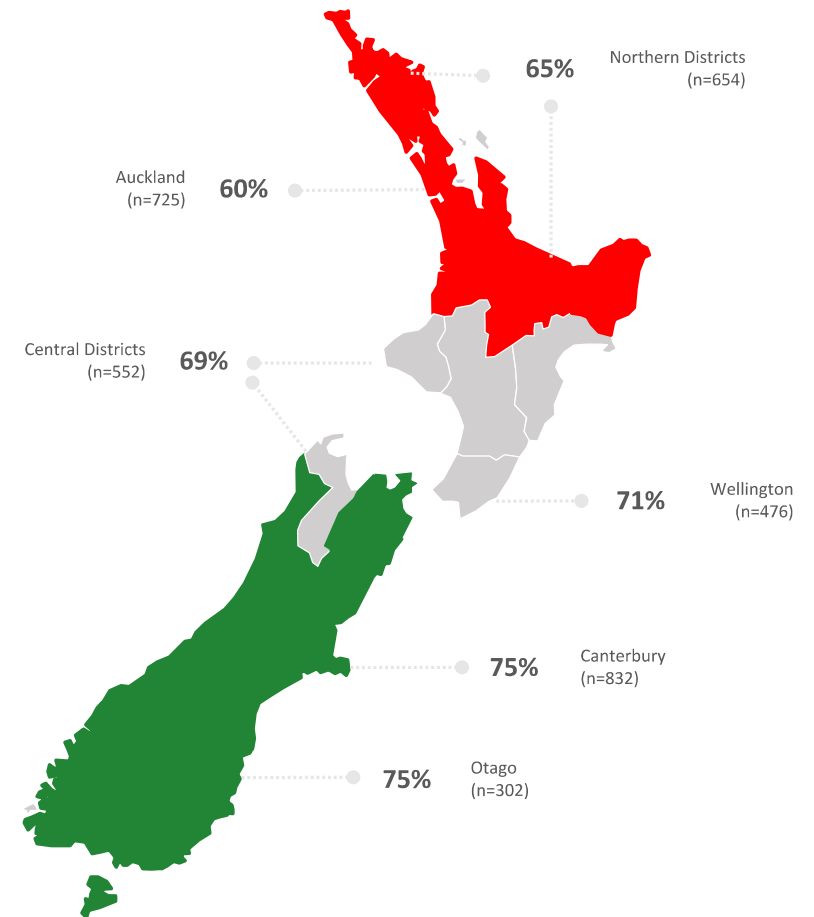 65%
Northern Districts
(n=654)
Auckland
(n=725)
60%
Central Districts
(n=552)
69%
71%
Wellington
(n=476)
75%
Canterbury
(n=832)
75%
Otago
(n=302)